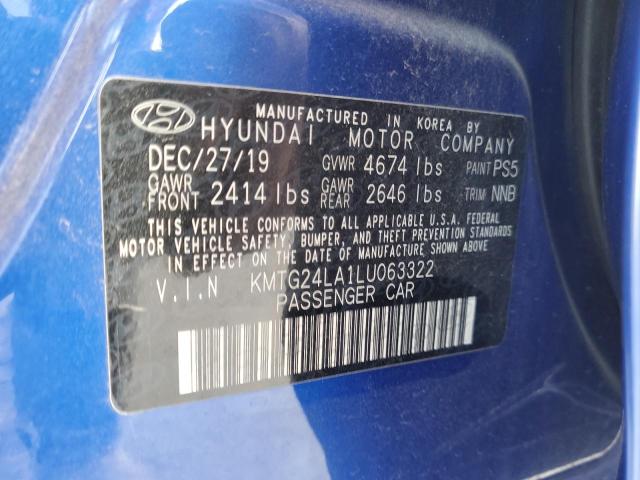 MANUFACTURED IN KOREA BY
HYUNDAI MOTOR COMPANY
DEC/27/19 GVWR 4674 lbs PAINT PS5
GAWR FRONT 2414 lbs GAWR REAR 2646 lbs TRIM NNB
THIS VEHICLE CONFORMS TO ALL APPLICABLE U.S.A. FEDERAL
MOTOR VEHICLE SAFETY, BUMPER, AND THEFT PREVENTION STANDARDS
IN EFFECT ON THE DATE OF MANUFACTURE SHOWN ABOVE.
V.I.N KMTG24LA1LU063322
PASSENGER CAR